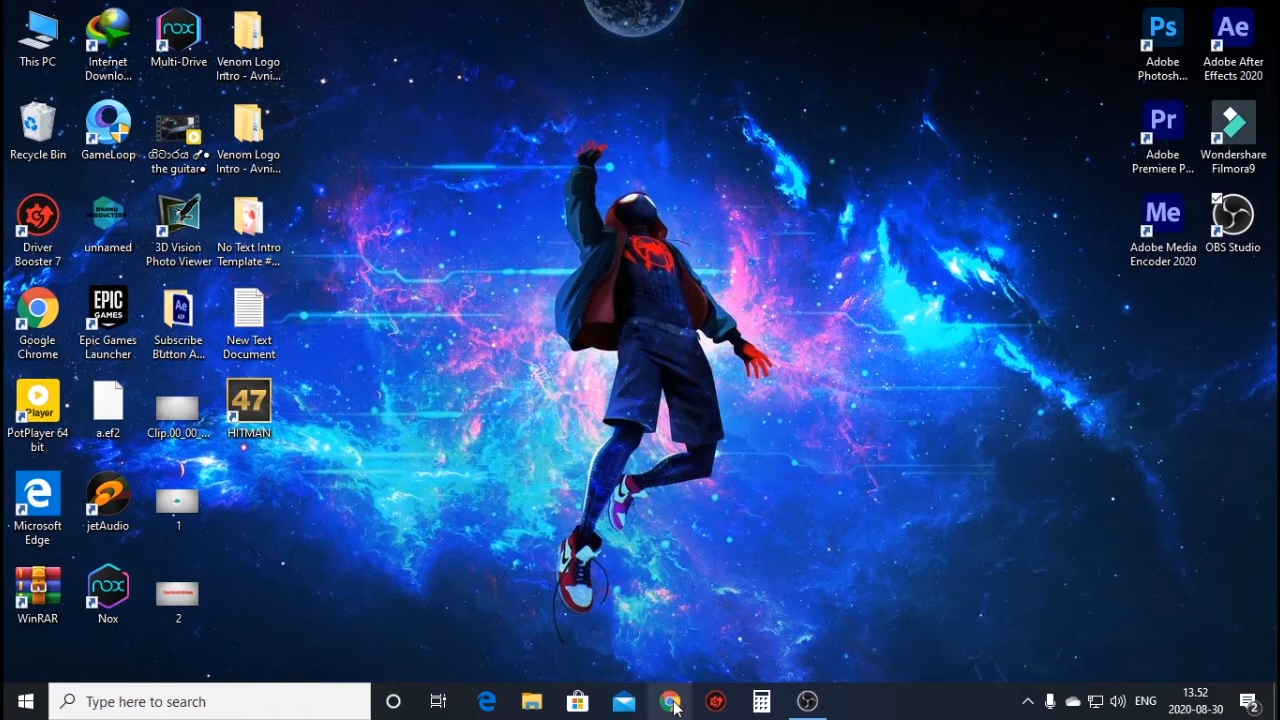 This PC
Internet
Downlo...
Multi-Drive
Venom Logo
Intro - Avni...
Recycle Bin
GameLoop
the guitar
Venom Logo
Intro - Avni...
Driver
Booster 7
unnamed
3D Vision
Photo Viewer
No Text Intro
Template #...
Google
Chrome
EPIC
GAMES
Epic Games
Launcher
Subscribe
Button A...
New Text
Document
Player
PotPlayer 64
bit
a.ef2
Clip.00_00_...
47
HITMAN
Microsoft
Edge
jetAudio
1
WinRAR
nox
Nox
2
Ps
Adobe
Photosh...
Ae
Adobe After
Effects 2020
Pr
Adobe
Premiere P...
Wondershare
Filmora9
Me
Adobe Media
Encoder 2020
OBS Studio
Type here to search
ENG
13.52
2020-08-30
2